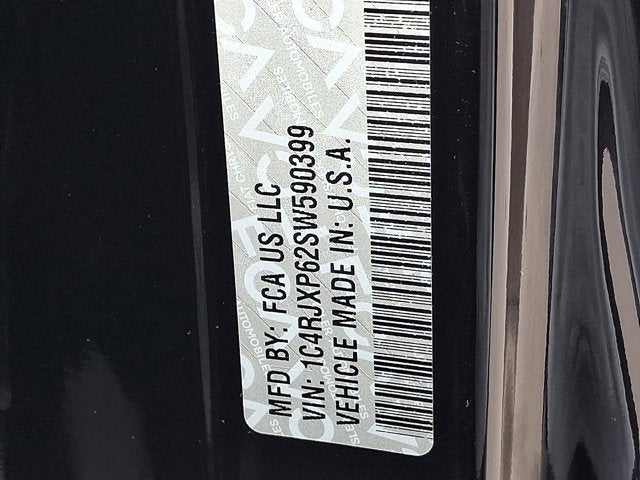 MFD BY: FCA US LLC
VIN: 1C4RJXP62SW590399
VEHICLE MADE IN: U.S.A.